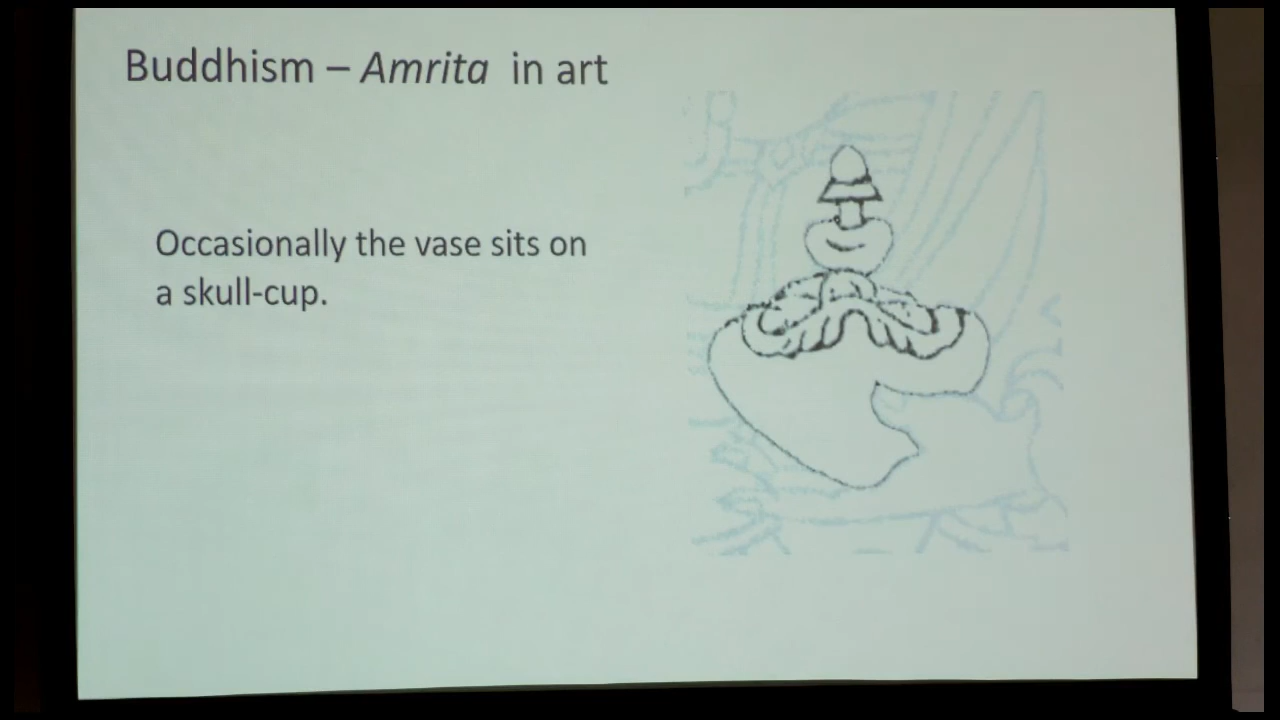 Buddhism – Amrita in art
Occasionally the vase sits on
a skull-cup.